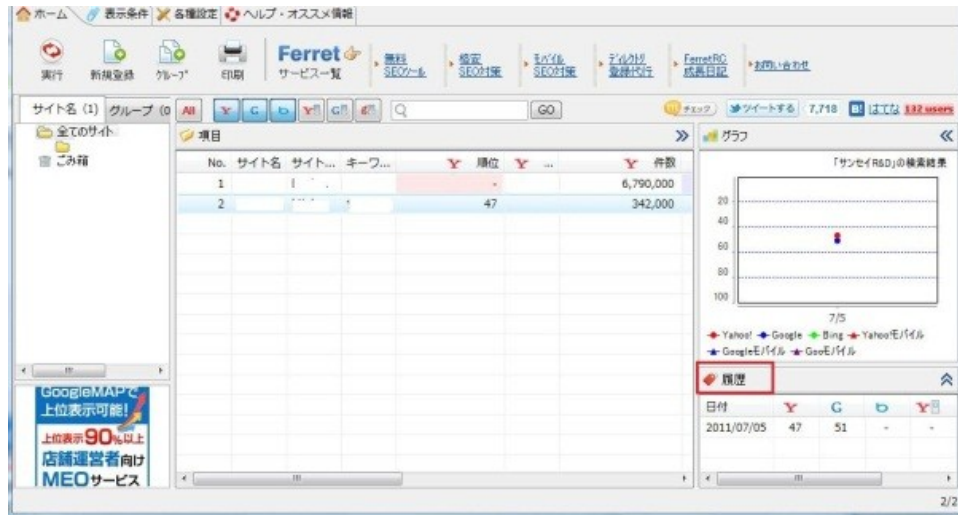 ホーム 表示条件 各種設定 ヘルプ・オススメ情報
実行 新規登録 グループ 印刷
Ferret
サービス一覧
無料
SEOツール
格安
SEO対策
モバイル
SEO対策
ディレクトリ
登録代行
FerretRC
成長日記
お問い合わせ
サイト名 (1) グループ (0
All Y G b Y G GO チェック ツイートする 7,718 B! はてな 132 users
全てのサイト
ごみ箱
項目
No. サイト名 サイト... キーワ... Y 順位 Y ... Y 件数
1 - 6,790,000
2 47 342,000
グラフ
「サンセイR&D」の検索結果
20
40
60
80
100
7/5
Yahoo! Google Bing Yahoo!モバイル
Googleモバイル Gooモバイル
履歴
日付 Y G b Y
2011/07/05 47 51 - -
GoogleMAPで
上位表示可能!
上位表示90%以上
店舗運営者向け
MEOサービス
2/2